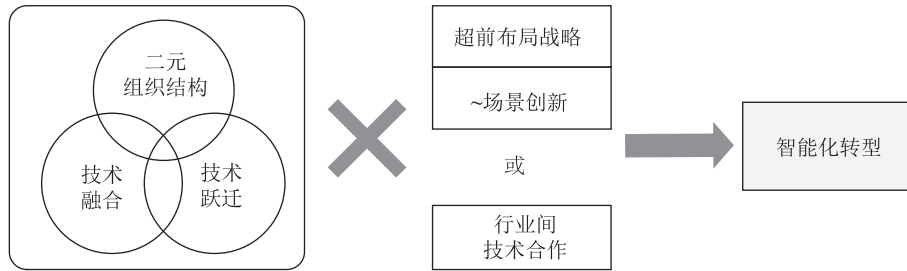 二元
组织结构
技术
融合
技术
跃迁
超前布局战略
~场景创新
或
行业间
技术合作
智能化转型